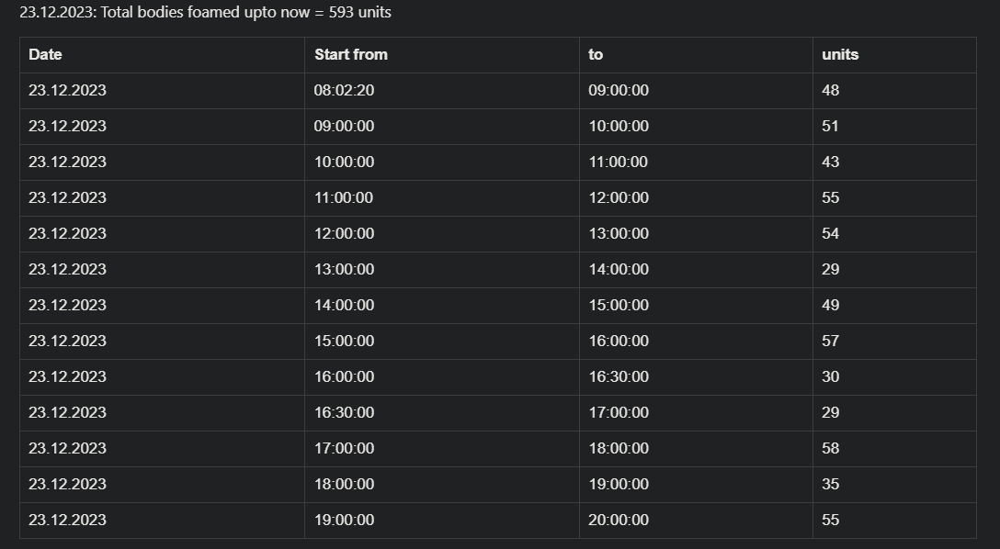 23.12.2023: Total bodies foamed upto now = 593 units
Date Start from to units
23.12.2023 08:02:20 09:00:00 48
23.12.2023 09:00:00 10:00:00 51
23.12.2023 10:00:00 11:00:00 43
23.12.2023 11:00:00 12:00:00 55
23.12.2023 12:00:00 13:00:00 54
23.12.2023 13:00:00 14:00:00 29
23.12.2023 14:00:00 15:00:00 49
23.12.2023 15:00:00 16:00:00 57
23.12.2023 16:00:00 16:30:00 30
23.12.2023 16:30:00 17:00:00 29
23.12.2023 17:00:00 18:00:00 58
23.12.2023 18:00:00 19:00:00 35
23.12.2023 19:00:00 20:00:00 55